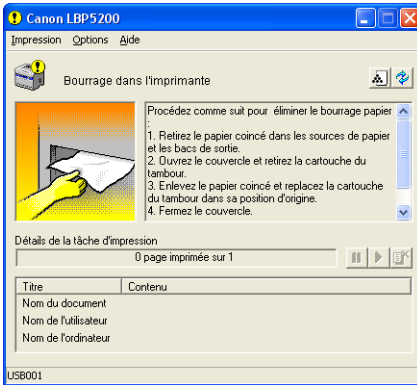 Canon LBP5200
Impression Options Aide
Bourrage dans l'imprimante
Procédez comme suit pour éliminer le bourrage papier
:
1. Retirez le papier coincé dans les sources de papier
et les bacs de sortie.
2. Ouvrez le couvercle et retirez la cartouche du
tambour.
3. Enlevez le papier coincé et replacez la cartouche
du tambour dans sa position d'origine.
4. Fermez le couvercle.
Détails de la tâche d'impression
0 page imprimée sur 1
Titre Contenu
Nom du document
Nom de l'utilisateur
Nom de l'ordinateur
USB001